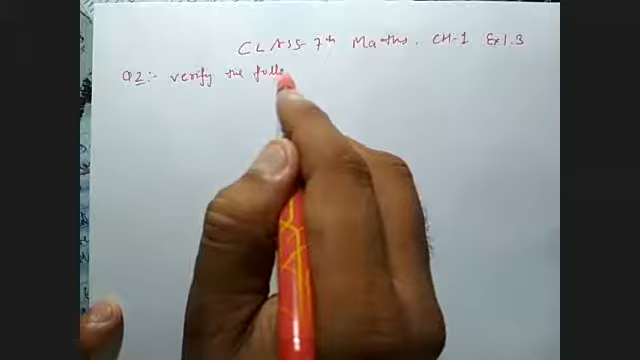 CLASS-7th Maths. CH-1 Ex1.3
Q2:- verify the follo